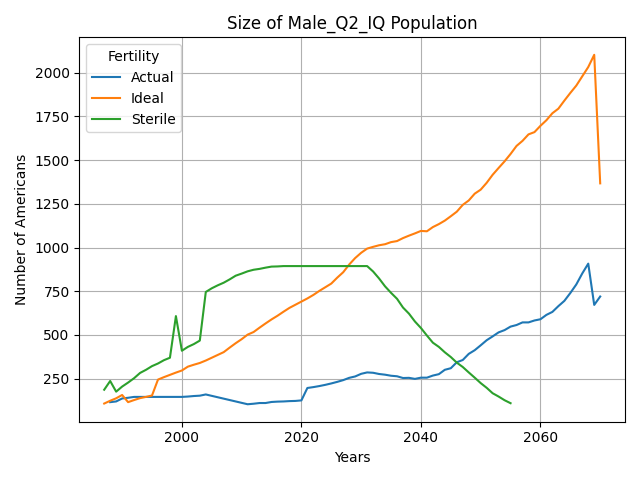 Size of Male_Q2_IQ Population
Fertility
Actual
Ideal
Sterile
Number of Americans
2000
1750
1500
1250
1000
750
500
250
2000
2020
2040
2060
Years